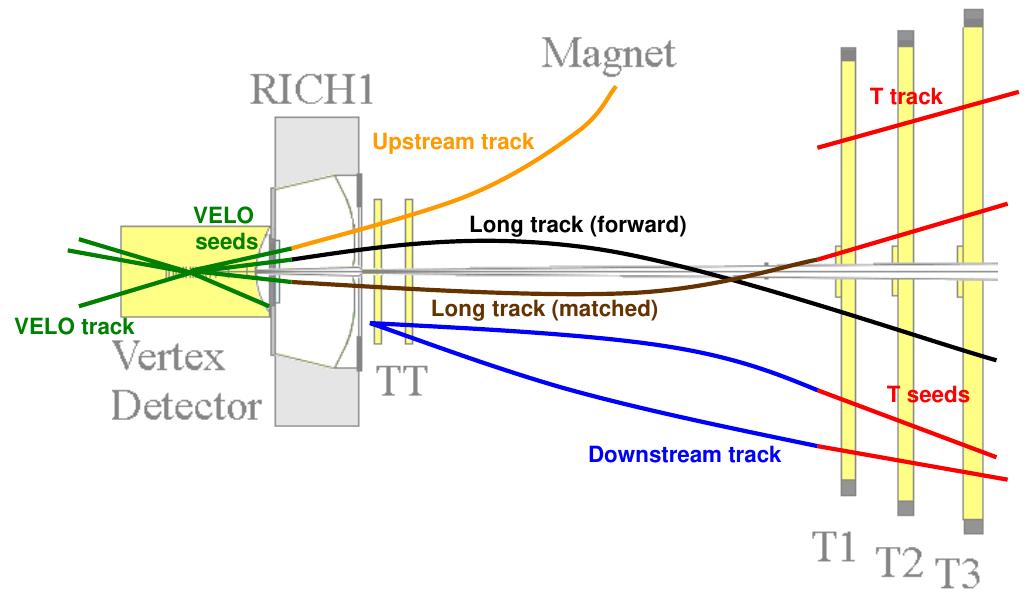 Magnet
RICH1
T track
Upstream track
VELO
seeds
Long track (forward)
Long track (matched)
VELO track
Vertex
Detector
TT
T seeds
Downstream track
T1
T2
T3